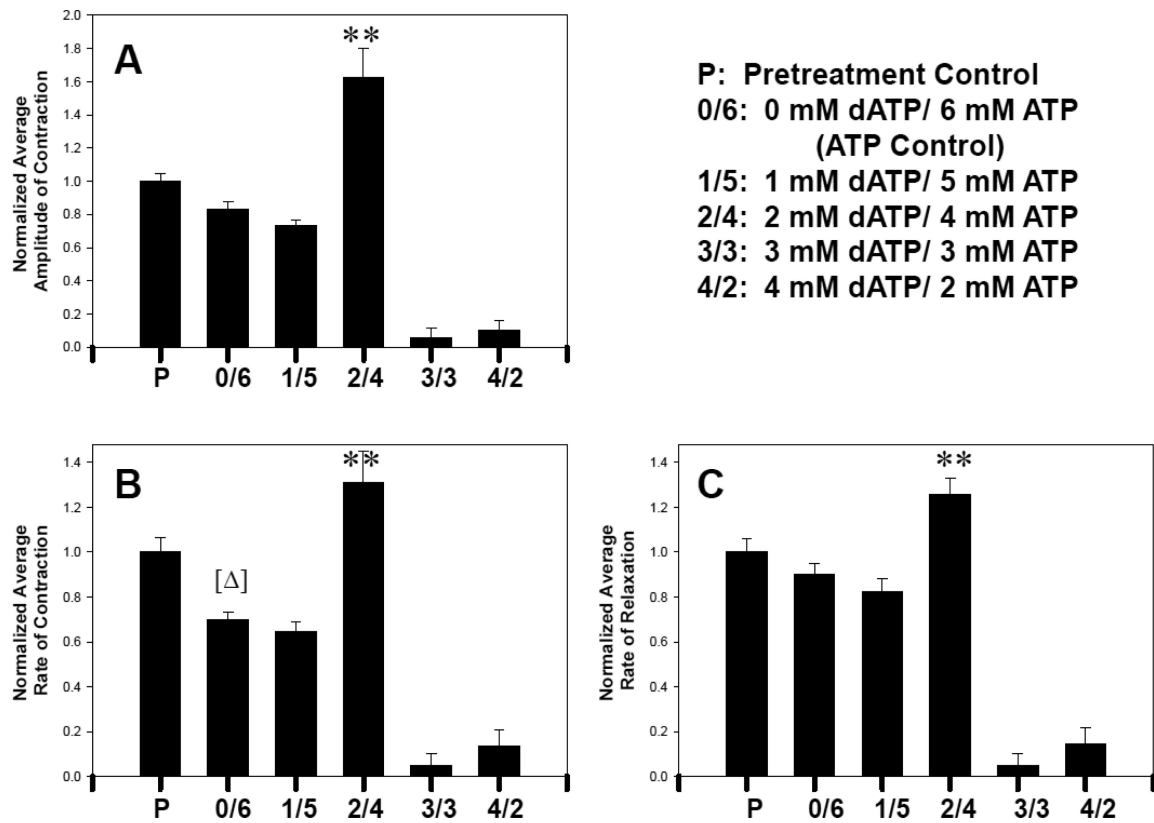 2.0
1.8
1.6
1.4
1.2
1.0
0.8
0.6
0.4
0.2
0.0
Normalized Average
Amplitude of Contraction
A
**
P 0/6 1/5 2/4 3/3 4/2
P: Pretreatment Control
0/6: 0 mM dATP/ 6 mM ATP
(ATP Control)
1/5: 1 mM dATP/ 5 mM ATP
2/4: 2 mM dATP/ 4 mM ATP
3/3: 3 mM dATP/ 3 mM ATP
4/2: 4 mM dATP/ 2 mM ATP
1.4
1.2
1.0
0.8
0.6
0.4
0.2
0.0
Normalized Average
Rate of Contraction
B
[Δ]
**
P 0/6 1/5 2/4 3/3 4/2
1.4
1.2
1.0
0.8
0.6
0.4
0.2
0.0
Normalized Average
Rate of Relaxation
C
**
P 0/6 1/5 2/4 3/3 4/2